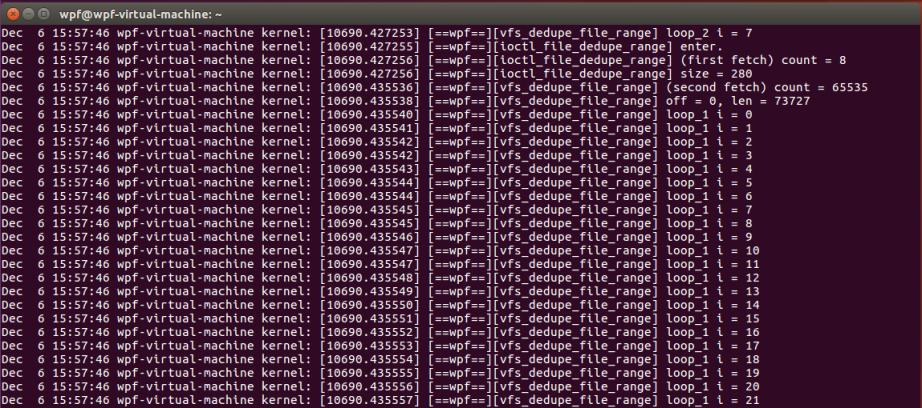 wpf@wpf-virtual-machine: ~
Dec  6 15:57:46 wpf-virtual-machine kernel: [10690.427253] [==wpf==][vfs_dedupe_file_range] loop_2 i = 7
Dec  6 15:57:46 wpf-virtual-machine kernel: [10690.427255] [==wpf==][ioctl_file_dedupe_range] enter.
Dec  6 15:57:46 wpf-virtual-machine kernel: [10690.427256] [==wpf==][ioctl_file_dedupe_range] (first fetch) count = 8
Dec  6 15:57:46 wpf-virtual-machine kernel: [10690.427256] [==wpf==][ioctl_file_dedupe_range] size = 280
Dec  6 15:57:46 wpf-virtual-machine kernel: [10690.435536] [==wpf==][vfs_dedupe_file_range] (second fetch) count = 65535
Dec  6 15:57:46 wpf-virtual-machine kernel: [10690.435538] [==wpf==][vfs_dedupe_file_range] off = 0, len = 73727
Dec  6 15:57:46 wpf-virtual-machine kernel: [10690.435540] [==wpf==][vfs_dedupe_file_range] loop_1 i = 0
Dec  6 15:57:46 wpf-virtual-machine kernel: [10690.435541] [==wpf==][vfs_dedupe_file_range] loop_1 i = 1
Dec  6 15:57:46 wpf-virtual-machine kernel: [10690.435542] [==wpf==][vfs_dedupe_file_range] loop_1 i = 2
Dec  6 15:57:46 wpf-virtual-machine kernel: [10690.435542] [==wpf==][vfs_dedupe_file_range] loop_1 i = 3
Dec  6 15:57:46 wpf-virtual-machine kernel: [10690.435543] [==wpf==][vfs_dedupe_file_range] loop_1 i = 4
Dec  6 15:57:46 wpf-virtual-machine kernel: [10690.435544] [==wpf==][vfs_dedupe_file_range] loop_1 i = 5
Dec  6 15:57:46 wpf-virtual-machine kernel: [10690.435544] [==wpf==][vfs_dedupe_file_range] loop_1 i = 6
Dec  6 15:57:46 wpf-virtual-machine kernel: [10690.435545] [==wpf==][vfs_dedupe_file_range] loop_1 i = 7
Dec  6 15:57:46 wpf-virtual-machine kernel: [10690.435545] [==wpf==][vfs_dedupe_file_range] loop_1 i = 8
Dec  6 15:57:46 wpf-virtual-machine kernel: [10690.435546] [==wpf==][vfs_dedupe_file_range] loop_1 i = 9
Dec  6 15:57:46 wpf-virtual-machine kernel: [10690.435547] [==wpf==][vfs_dedupe_file_range] loop_1 i = 10
Dec  6 15:57:46 wpf-virtual-machine kernel: [10690.435547] [==wpf==][vfs_dedupe_file_range] loop_1 i = 11
Dec  6 15:57:46 wpf-virtual-machine kernel: [10690.435548] [==wpf==][vfs_dedupe_file_range] loop_1 i = 12
Dec  6 15:57:46 wpf-virtual-machine kernel: [10690.435549] [==wpf==][vfs_dedupe_file_range] loop_1 i = 13
Dec  6 15:57:46 wpf-virtual-machine kernel: [10690.435550] [==wpf==][vfs_dedupe_file_range] loop_1 i = 14
Dec  6 15:57:46 wpf-virtual-machine kernel: [10690.435551] [==wpf==][vfs_dedupe_file_range] loop_1 i = 15
Dec  6 15:57:46 wpf-virtual-machine kernel: [10690.435552] [==wpf==][vfs_dedupe_file_range] loop_1 i = 16
Dec  6 15:57:46 wpf-virtual-machine kernel: [10690.435553] [==wpf==][vfs_dedupe_file_range] loop_1 i = 17
Dec  6 15:57:46 wpf-virtual-machine kernel: [10690.435554] [==wpf==][vfs_dedupe_file_range] loop_1 i = 18
Dec  6 15:57:46 wpf-virtual-machine kernel: [10690.435555] [==wpf==][vfs_dedupe_file_range] loop_1 i = 19
Dec  6 15:57:46 wpf-virtual-machine kernel: [10690.435556] [==wpf==][vfs_dedupe_file_range] loop_1 i = 20
Dec  6 15:57:46 wpf-virtual-machine kernel: [10690.435557] [==wpf==][vfs_dedupe_file_range] loop_1 i = 21